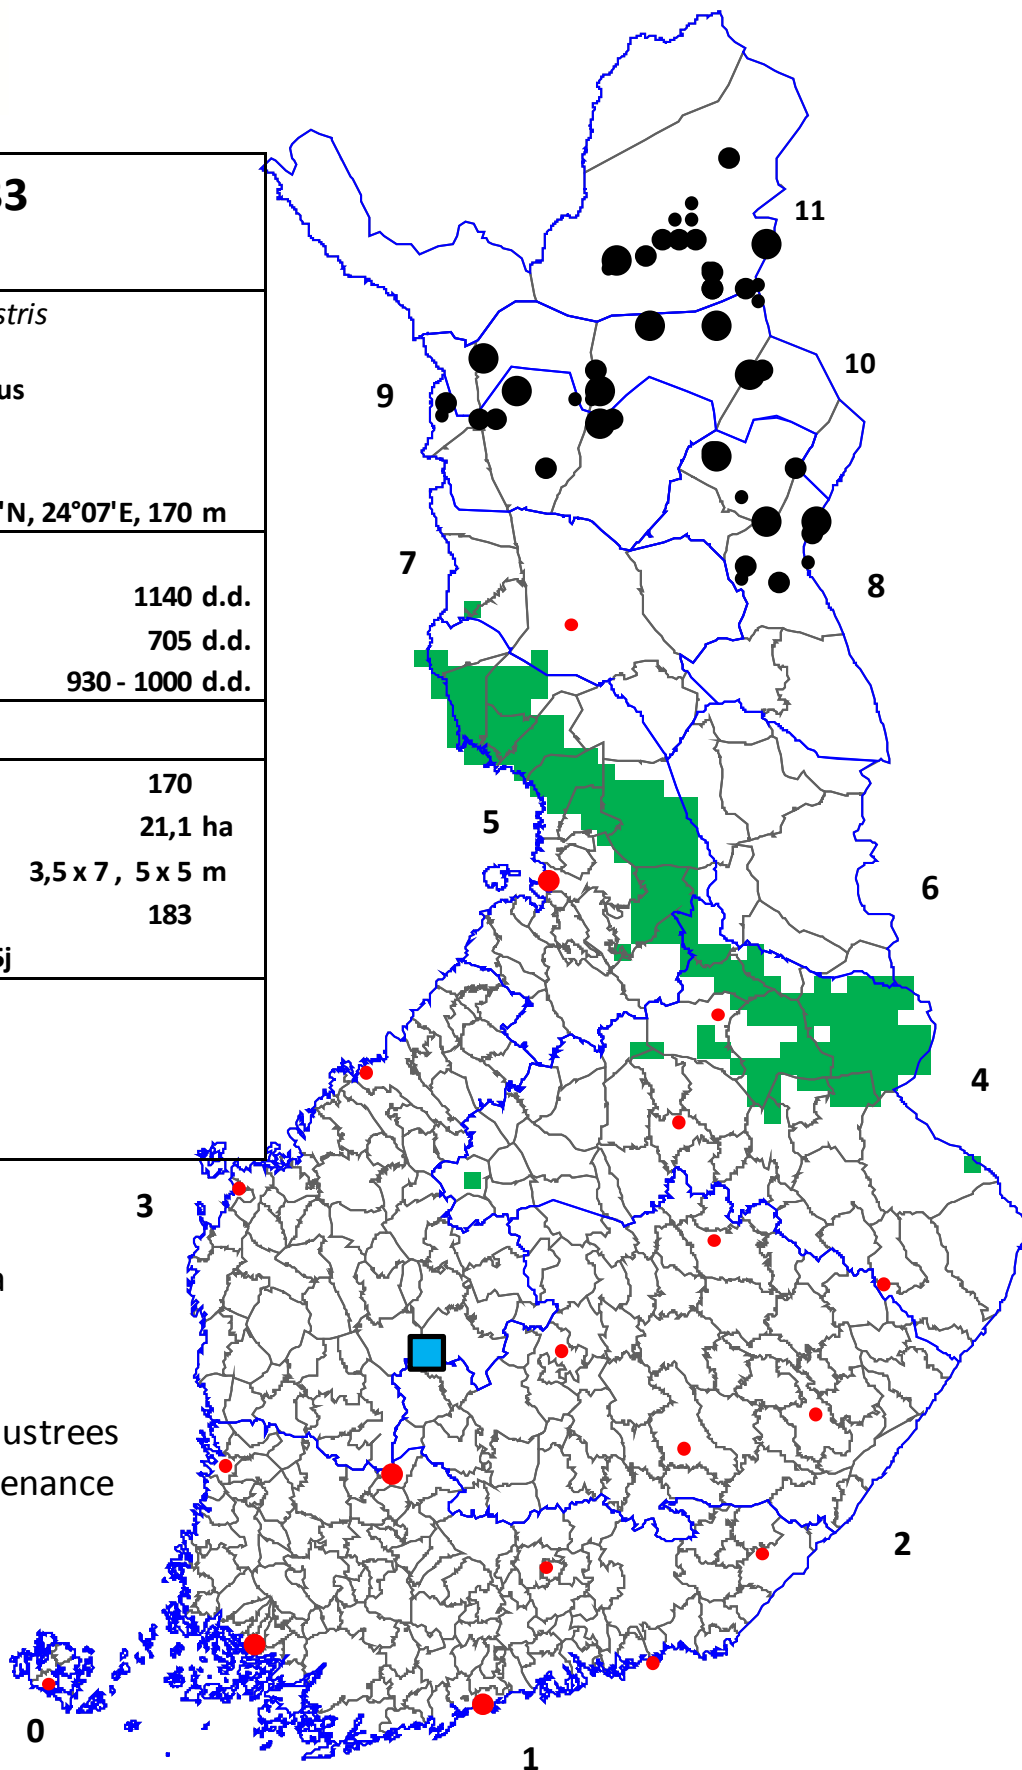 33
stris
us
'N, 24°07'E, 170 m
1140 d.d.
705 d.d.
930 - 1000 d.d.
170
21,1 ha
3,5 x 7 , 5 x 5 m
183
11
10
9
8
7
6
5
4
3
ustrees
enance
2
1
0